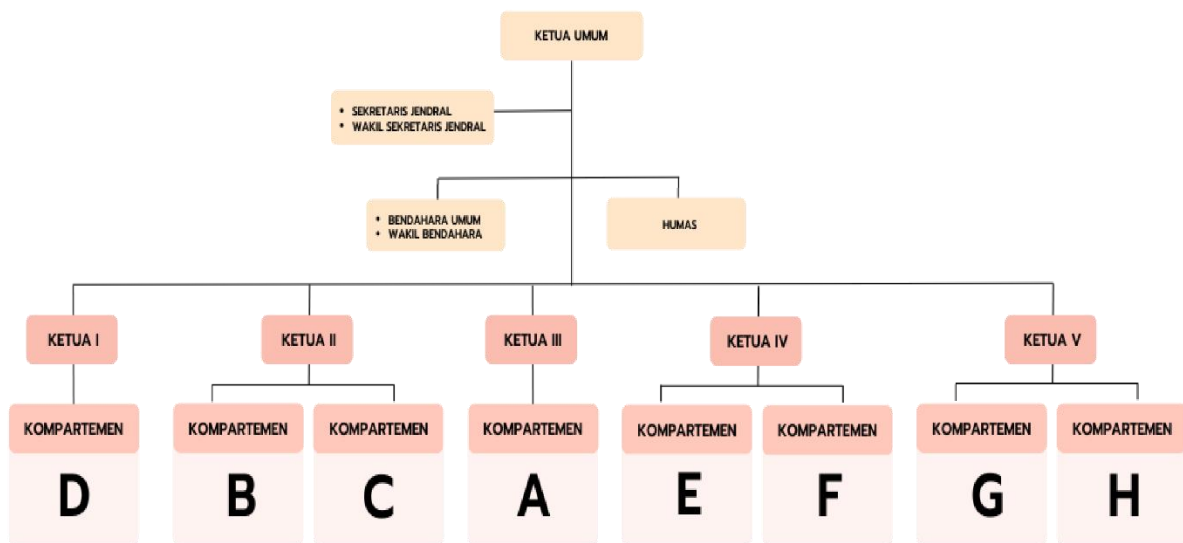 KETUA UMUM
• SEKRETARIS JENDRAL
• WAKIL SEKRETARIS JENDRAL
• BENDAHARA UMUM
• WAKIL BENDAHARA
HUMAS
KETUA I
KETUA II
KETUA III
KETUA IV
KETUA V
KOMPARTEMEN
KOMPARTEMEN
KOMPARTEMEN
KOMPARTEMEN
KOMPARTEMEN
KOMPARTEMEN
KOMPARTEMEN
KOMPARTEMEN
D
B
C
A
E
F
G
H